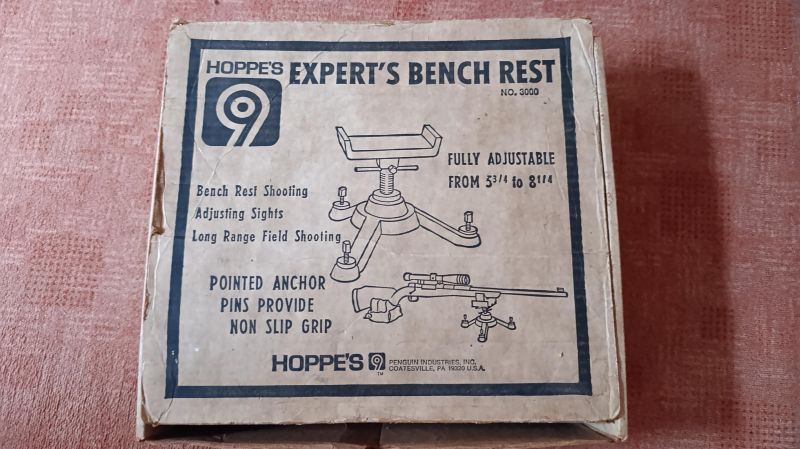 HOPPE'S EXPERT'S BENCH REST
NO. 3000
9
FULLY ADJUSTABLE
FROM 5 3/4 to 8 1/4
Bench Rest Shooting
Adjusting Sights
Long Range Field Shooting
POINTED ANCHOR
PINS PROVIDE
NON SLIP GRIP
HOPPE'S 9 ™ PENGUIN INDUSTRIES, INC.
COATESVILLE, PA 19320 U.S.A.